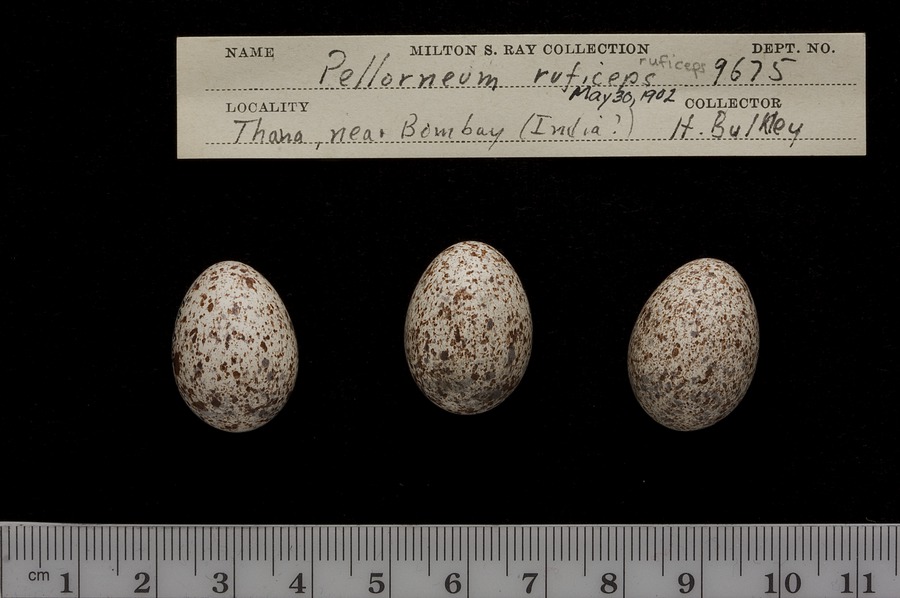 NAME MILTON S. RAY COLLECTION DEPT. NO.
Pellorneum ruficeps ruficeps 9675
May 30, 1902
LOCALITY COLLECTOR
Thana, near Bombay (India?) H. Bulkley
cm 1 2 3 4 5 6 7 8 9 10 11